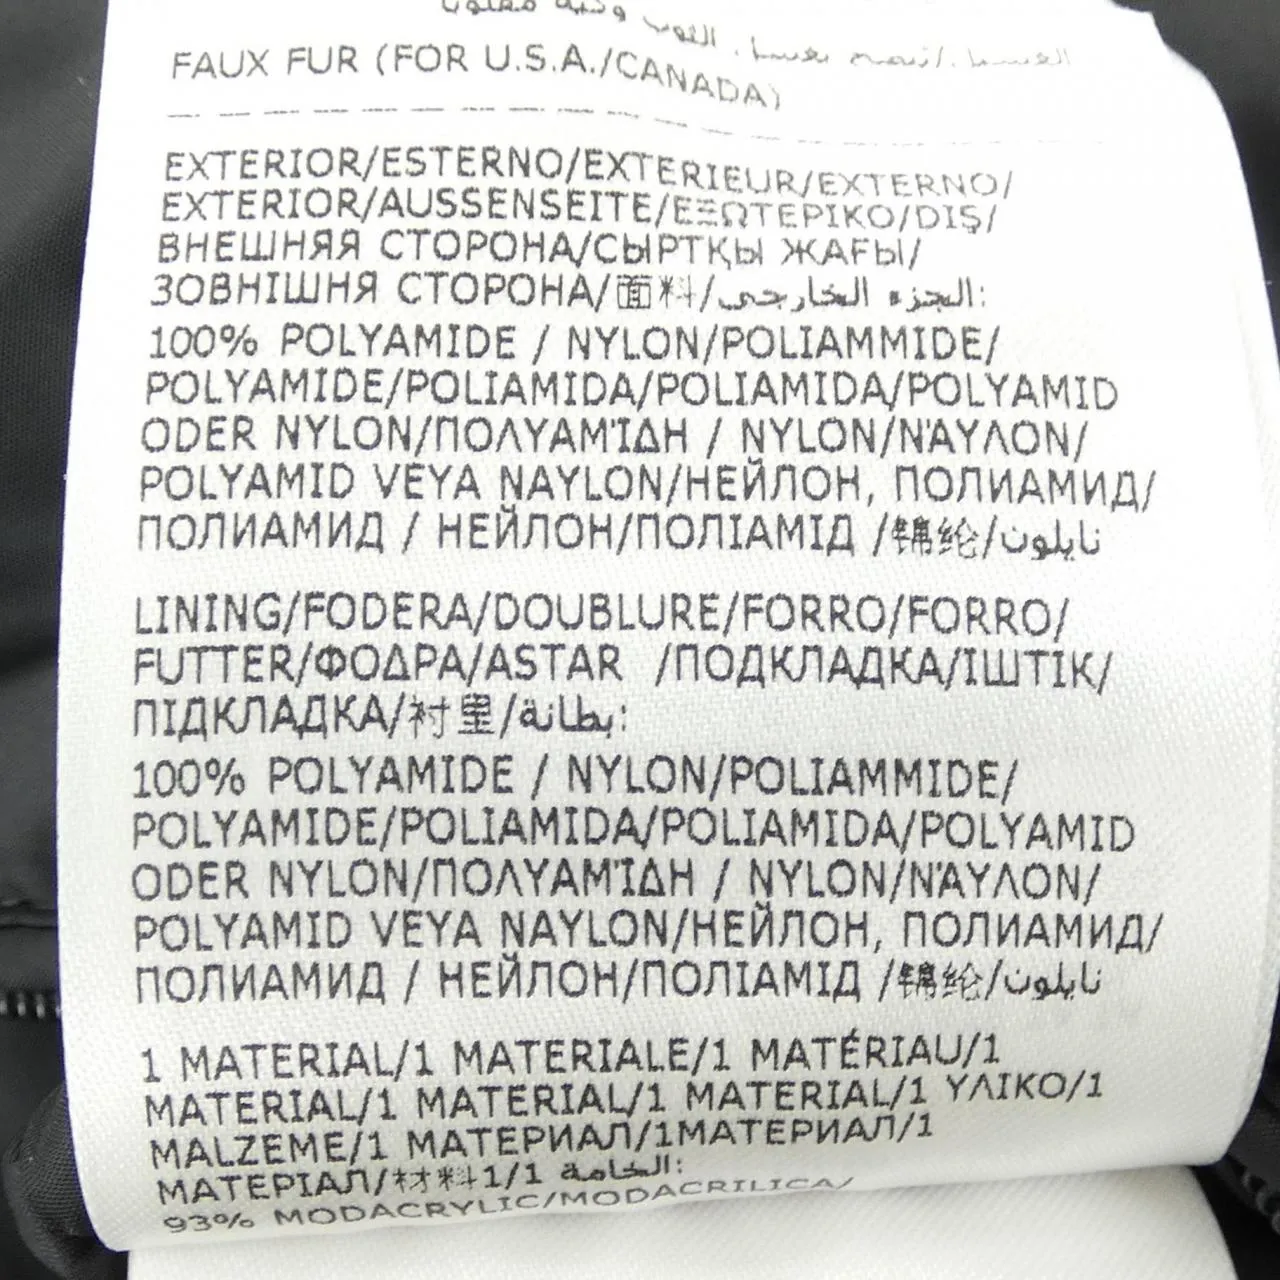 FAUX FUR (FOR U.S.A./CANADA)
EXTERIOR/ESTERNO/EXTERIEUR/EXTERNO/
EXTERIOR/AUSSENSEITE/ΕΞΩΤΕΡΙΚΟ/DIŞ/
ВНЕШНЯЯ СТОРОНА/СЫРТҚЫ ЖАҒЫ/
ЗОВНІШНЯ СТОРОНА/面料/الجزء الخارجي:
100% POLYAMIDE / NYLON/POLIAMMIDE/
POLYAMIDE/POLIAMIDA/POLIAMIDA/POLYAMID
ODER NYLON/ΠΟΛΥΑΜΊΔΗ / NYLON/ΝΆΥΛΟΝ/
POLYAMID VEYA NAYLON/НЕЙЛОН, ПОЛИАМИД/
ПОЛИАМИД / НЕЙЛОН/ПОЛІАМІД /锦纶/نايلون
LINING/FODERA/DOUBLURE/FORRO/FORRO/
FUTTER/ΦΟΔΡΑ/ASTAR /ПОДКЛАДКА/ІШТІК/
ПІДКЛАДКА/衬里/بطانة:
100% POLYAMIDE / NYLON/POLIAMMIDE/
POLYAMIDE/POLIAMIDA/POLIAMIDA/POLYAMID
ODER NYLON/ΠΟΛΥΑΜΊΔΗ / NYLON/ΝΆΥΛΟΝ/
POLYAMID VEYA NAYLON/НЕЙЛОН, ПОЛИАМИД/
ПОЛИАМИД / НЕЙЛОН/ПОЛІАМІД /锦纶/نايلون
1 MATERIAL/1 MATERIALE/1 MATÉRIAU/1
MATERIAL/1 MATERIAL/1 MATERIAL/1 ΥΛΙΚΟ/1
MALZEME/1 МАТЕРИАЛ/1МАТЕРИАЛ/1
МАТЕРІАЛ/材料1/1 الخامة:
93% MODACRYLIC/MODACRILICA/